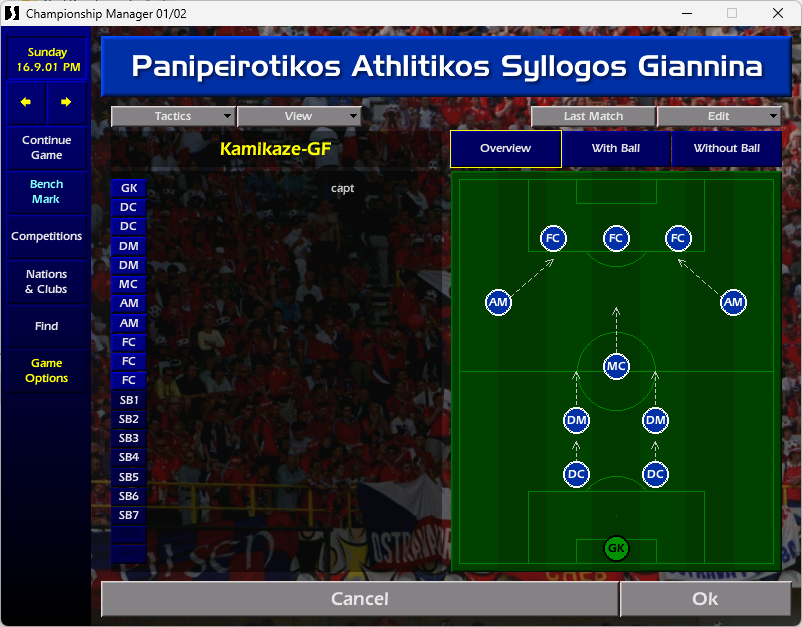 Championship Manager 01/02
Sunday
16.9.01 PM
Panipeirotikos Athlitikos Syllogos Giannina
Continue
Game
Bench
Mark
Competitions
Nations
& Clubs
Find
Game
Options
Tactics
View
Last Match
Edit
Kamikaze-GF
Overview
With Ball
Without Ball
GK capt
DC
DC
DM
DM
MC
AM
AM
FC
FC
FC
SB1
SB2
SB3
SB4
SB5
SB6
SB7
FC FC FC
AM AM
MC
DM DM
DC DC
GK
OSTRAVA
Cancel
Ok